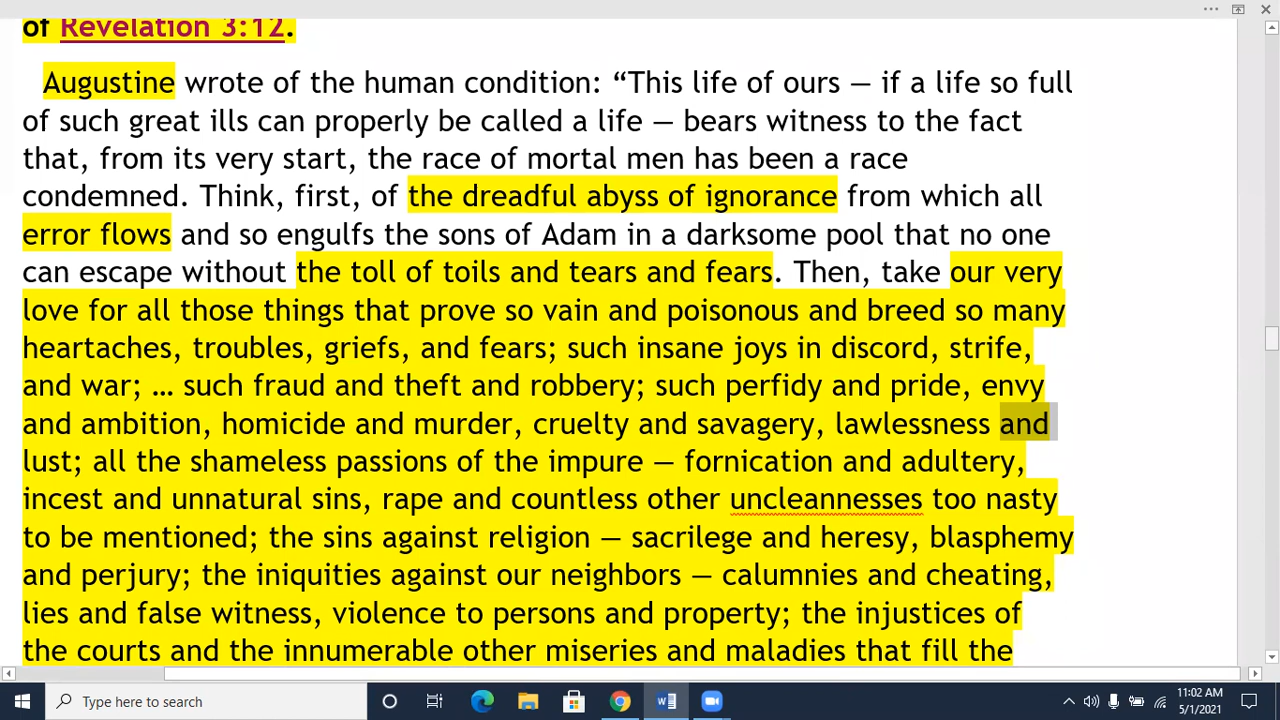 of Revelation 3:12.
Augustine wrote of the human condition: “This life of ours — if a life so full
of such great ills can properly be called a life — bears witness to the fact
that, from its very start, the race of mortal men has been a race
condemned. Think, first, of the dreadful abyss of ignorance from which all
error flows and so engulfs the sons of Adam in a darksome pool that no one
can escape without the toll of toils and tears and fears. Then, take our very
love for all those things that prove so vain and poisonous and breed so many
heartaches, troubles, griefs, and fears; such insane joys in discord, strife,
and war; … such fraud and theft and robbery; such perfidy and pride, envy
and ambition, homicide and murder, cruelty and savagery, lawlessness and
lust; all the shameless passions of the impure — fornication and adultery,
incest and unnatural sins, rape and countless other uncleannesses too nasty
to be mentioned; the sins against religion — sacrilege and heresy, blasphemy
and perjury; the iniquities against our neighbors — calumnies and cheating,
lies and false witness, violence to persons and property; the injustices of
the courts and the innumerable other miseries and maladies that fill the
Type here to search
11:02 AM
5/1/2021